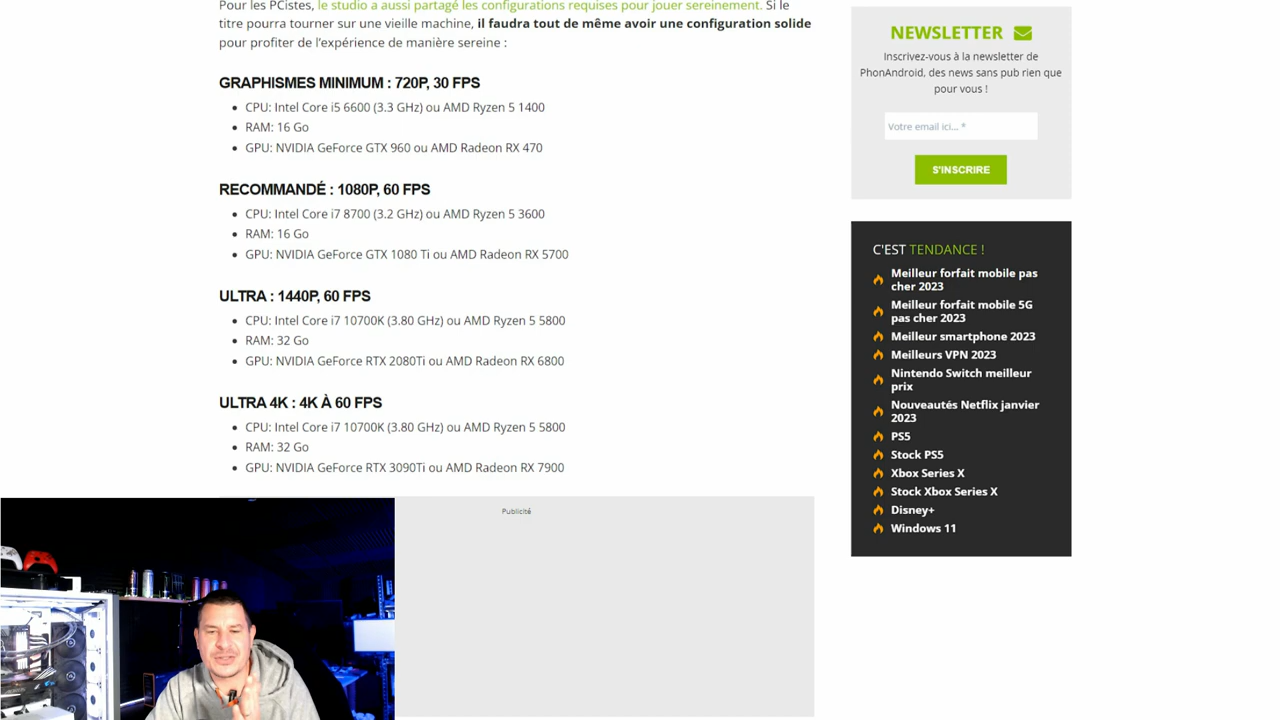 Pour les PCistes, le studio a aussi partagé les configurations requises pour jouer sereinement. Si le
titre pourra tourner sur une vieille machine, il faudra tout de même avoir une configuration solide
pour profiter de l'expérience de manière sereine :
GRAPHISMES MINIMUM : 720P, 30 FPS
• CPU: Intel Core i5 6600 (3.3 GHz) ou AMD Ryzen 5 1400
• RAM: 16 Go
• GPU: NVIDIA GeForce GTX 960 ou AMD Radeon RX 470
RECOMMANDÉ : 1080P, 60 FPS
• CPU: Intel Core i7 8700 (3.2 GHz) ou AMD Ryzen 5 3600
• RAM: 16 Go
• GPU: NVIDIA GeForce GTX 1080 Ti ou AMD Radeon RX 5700
ULTRA : 1440P, 60 FPS
• CPU: Intel Core i7 10700K (3.80 GHz) ou AMD Ryzen 5 5800
• RAM: 32 Go
• GPU: NVIDIA GeForce RTX 2080Ti ou AMD Radeon RX 6800
ULTRA 4K : 4K À 60 FPS
• CPU: Intel Core i7 10700K (3.80 GHz) ou AMD Ryzen 5 5800
• RAM: 32 Go
• GPU: NVIDIA GeForce RTX 3090Ti ou AMD Radeon RX 7900
Publicité
NEWSLETTER
Inscrivez-vous à la newsletter de
PhonAndroid, des news sans pub rien que
pour vous !
Votre email ici... *
S'INSCRIRE
C'EST TENDANCE !
Meilleur forfait mobile pas
cher 2023
Meilleur forfait mobile 5G
pas cher 2023
Meilleur smartphone 2023
Meilleurs VPN 2023
Nintendo Switch meilleur
prix
Nouveautés Netflix janvier
2023
PS5
Stock PS5
Xbox Series X
Stock Xbox Series X
Disney+
Windows 11